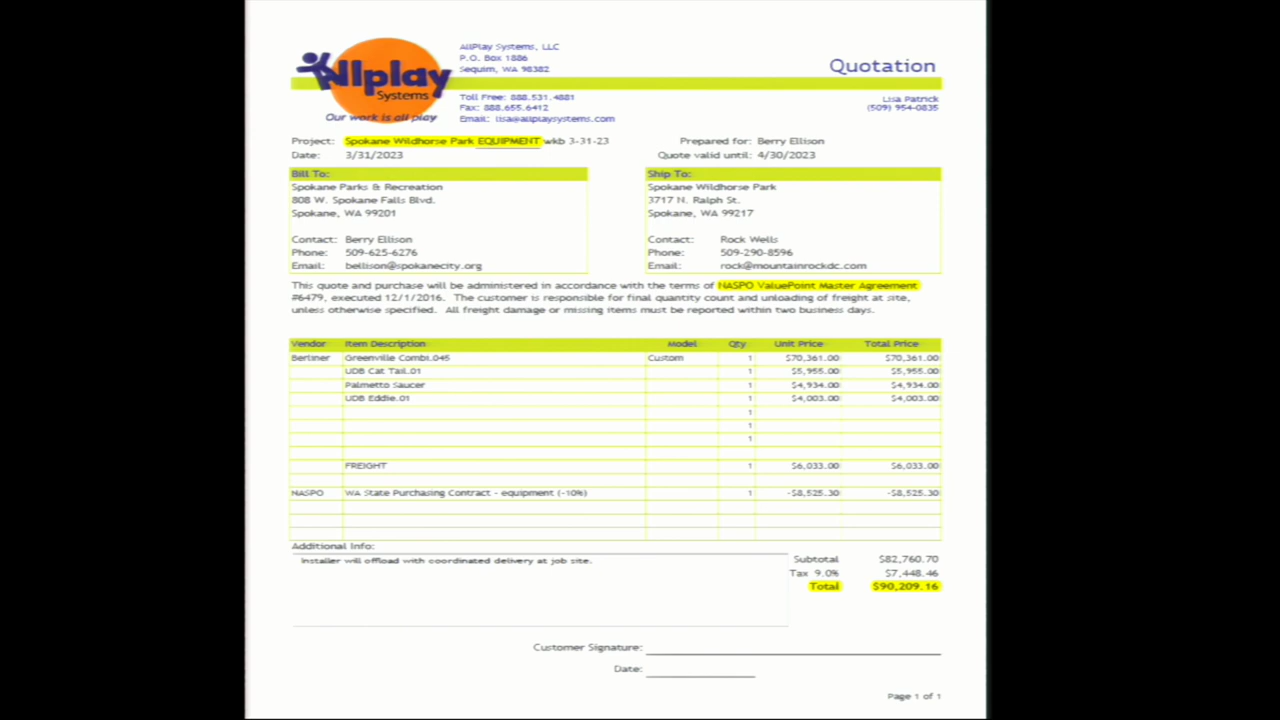 Allplay
Systems
Our work is all play
AllPlay Systems, LLC
P.O. Box 1886
Sequim, WA 98382
Quotation
Toll Free: 888.531.4881
Fax: 888.655.6412
Email: lisa@allplaysystems.com
Lisa Patrick
(509) 954-0835
Project: Spokane Wildhorse Park EQUIPMENT wkb 3-31-23
Prepared for: Berry Ellison
Date: 3/31/2023
Quote valid until: 4/30/2023
Bill To:
Spokane Parks & Recreation
808 W. Spokane Falls Blvd.
Spokane, WA 99201
Contact: Berry Ellison
Phone: 509-625-6276
Email: bellison@spokanecity.org
Ship To:
Spokane Wildhorse Park
3717 N. Ralph St.
Spokane, WA 99217
Contact: Rock Wells
Phone: 509-290-8596
Email: rock@mountainrockdc.com
This quote and purchase will be administered in accordance with the terms of NASPO ValuePoint Master Agreement
#6479, executed 12/1/2016. The customer is responsible for final quantity count and unloading of freight at site,
unless otherwise specified. All freight damage or missing items must be reported within two business days.
Vendor Item Description Model Qty Unit Price Total Price
Berliner Greenville Combi.045 Custom 1 $70,361.00 $70,361.00
UDB Cat Tail.01 1 $5,955.00 $5,955.00
Palmetto Saucer 1 $4,934.00 $4,934.00
UDB Eddie.01 1 $4,003.00 $4,003.00
1
1
1
FREIGHT 1 $6,033.00 $6,033.00
NASPO WA State Purchasing Contract - equipment (-10%) 1 -$8,525.30 -$8,525.30
Additional Info:
Installer will offload with coordinated delivery at job site.
Subtotal $82,760.70
Tax 9.0% $7,448.46
Total $90,209.16
Customer Signature:
Date:
Page 1 of 1